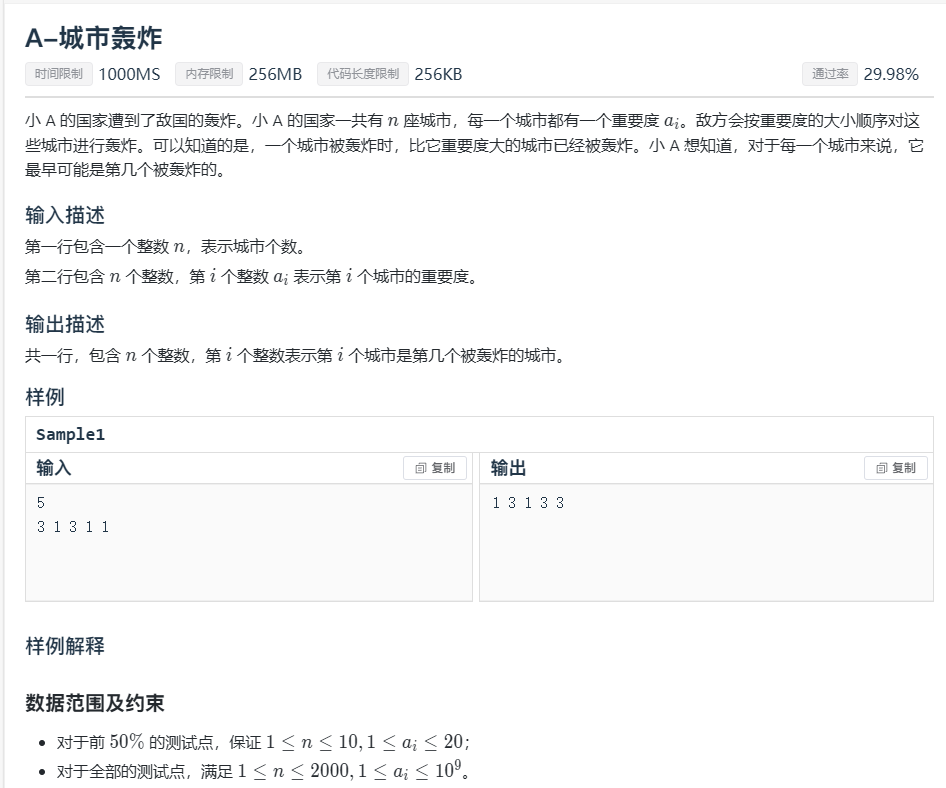 A–城市轰炸
时间限制 1000MS 内存限制 256MB 代码长度限制 256KB 通过率 29.98%
小 A 的国家遭到了敌国的轰炸。小 A 的国家一共有 n 座城市，每一个城市都有一个重要度 a_i。敌方会按重要度的大小顺序对这
些城市进行轰炸。可以知道的是，一个城市被轰炸时，比它重要度大的城市已经被轰炸。小 A 想知道，对于每一个城市来说，它
最早可能是第几个被轰炸的。
输入描述
第一行包含一个整数 n，表示城市个数。
第二行包含 n 个整数，第 i 个整数 a_i 表示第 i 个城市的重要度。
输出描述
共一行，包含 n 个整数，第 i 个整数表示第 i 个城市是第几个被轰炸的城市。
样例
Sample1
输入 复制 输出 复制
5
3 1 3 1 1
1 3 1 3 3
样例解释
数据范围及约束
• 对于前 50% 的测试点，保证 1 ≤ n ≤ 10, 1 ≤ a_i ≤ 20；
• 对于全部的测试点，满足 1 ≤ n ≤ 2000, 1 ≤ a_i ≤ 10^9。